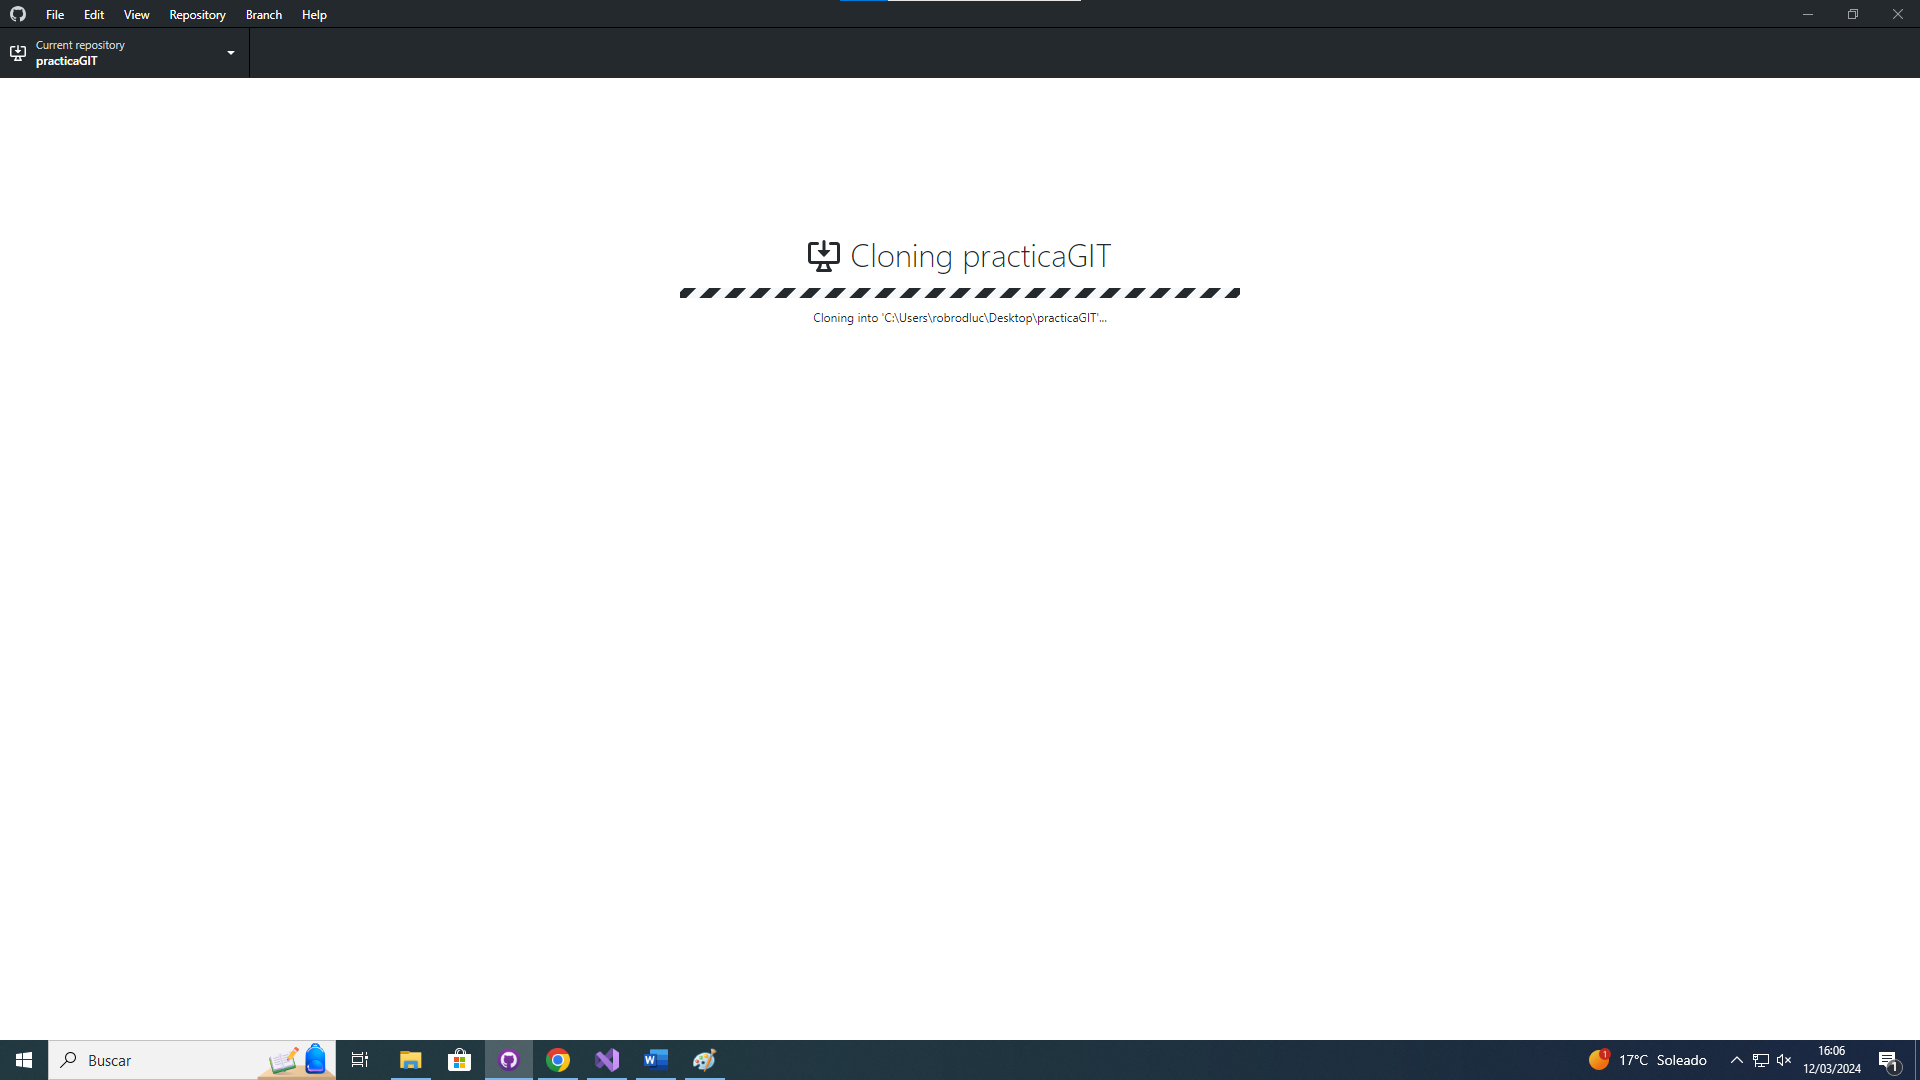 File Edit View Repository Branch Help
Current repository
practicaGIT
Cloning practicaGIT
Cloning into 'C:\Users\robrodluc\Desktop\practicaGIT'...
Buscar
1
17°C Soleado
16:06
12/03/2024
1